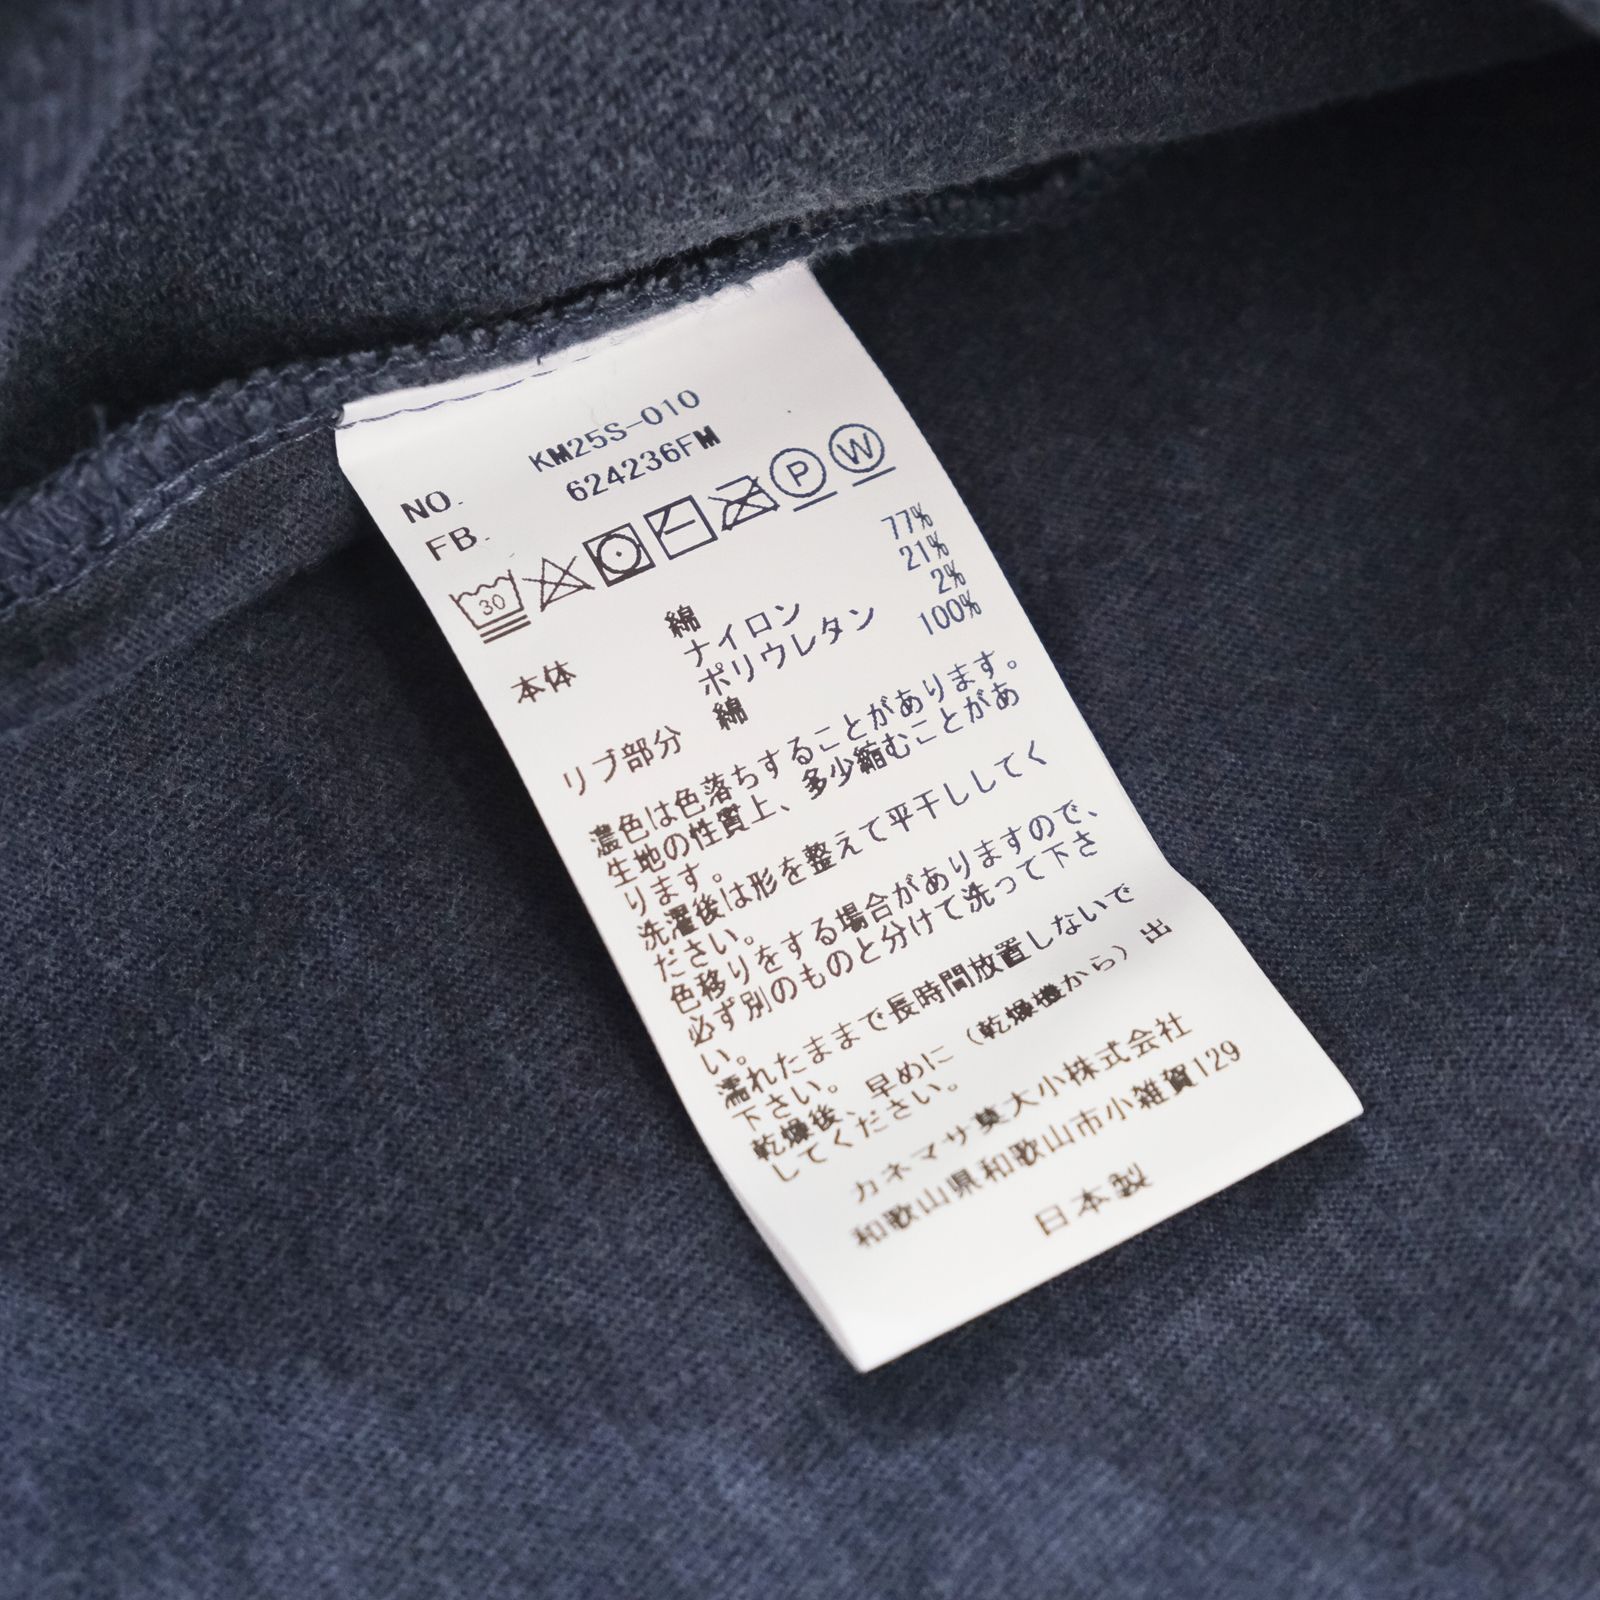 NO. KM25S-010
FB. 624236FM
30 P W
本体 綿 77%
ナイロン 21%
ポリウレタン 2%
リブ部分 綿 100%
濃色は色落ちすることがあります。
生地の性質上、多少縮むことがあ
ります。
洗濯後は形を整えて平干ししてく
ださい。
色移りをする場合がありますので、
必ず別のものと分けて洗って下さ
い。
濡れたままで長時間放置しないで
下さい。
乾燥後、早めに(乾燥機から)出
してください。
カネマサ莫大小株式会社
和歌山県和歌山市小雑賀129
日本製